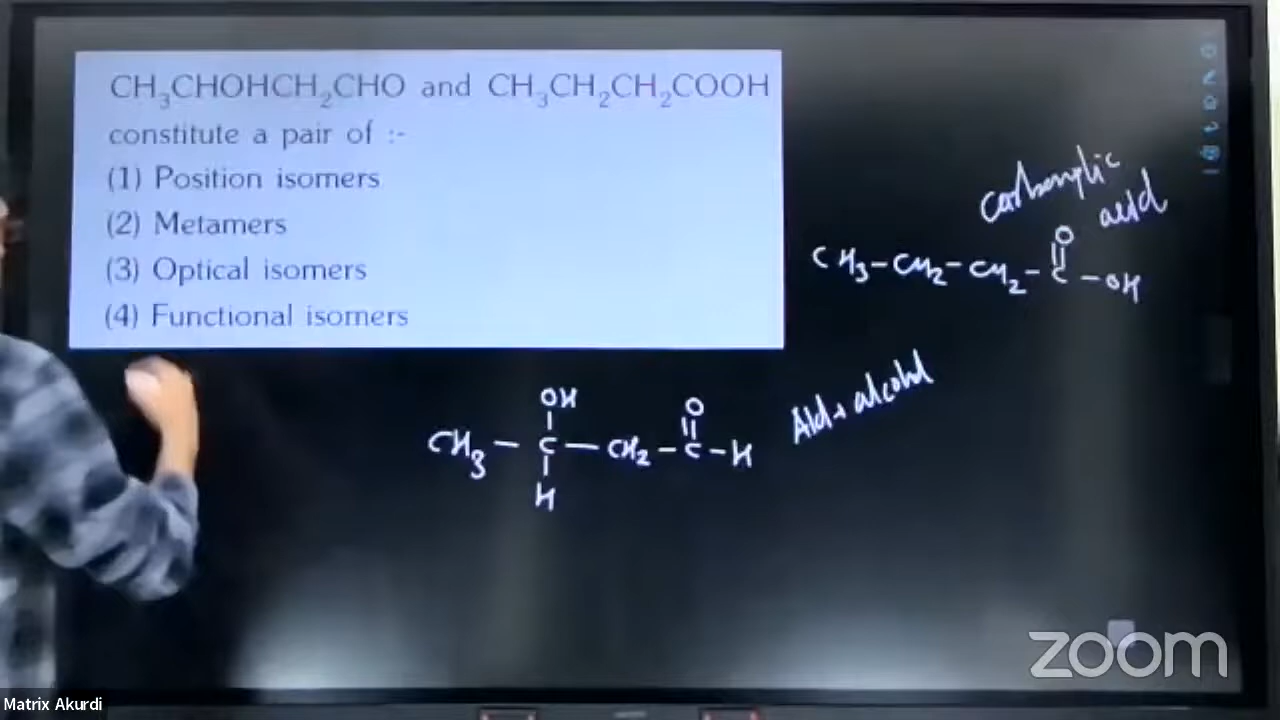 CH₃CHOHCH₂CHO and CH₃CH₂CH₂COOH
constitute a pair of :-
(1) Position isomers
(2) Metamers
(3) Optical isomers
(4) Functional isomers
carboxylic
acid
O
CH₃-CH₂-CH₂-C-OH
Ald+alcohol
OH O
CH₃-C-CH₂-C-H
H
zoom
Matrix Akurdi